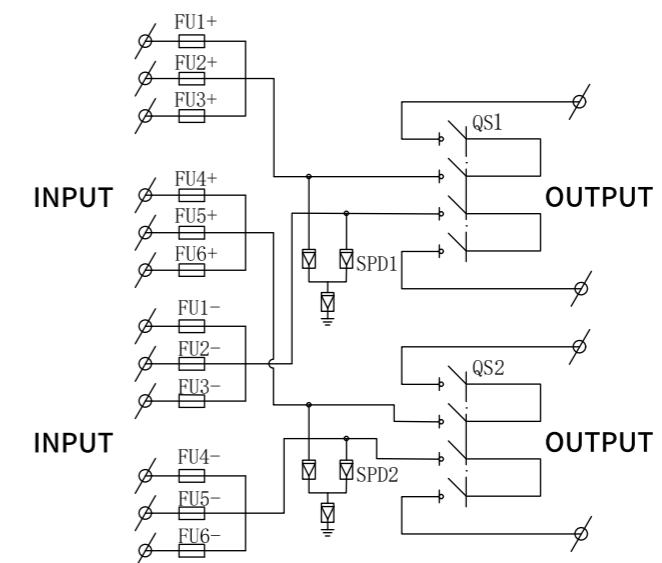 FU1+
FU2+
FU3+
QS1
INPUT
FU4+
OUTPUT
FU5+
FU6+
SPD1
FU1-
FU2-
FU3-
QS2
INPUT
OUTPUT
FU4-
SPD2
FU5-
FU6-